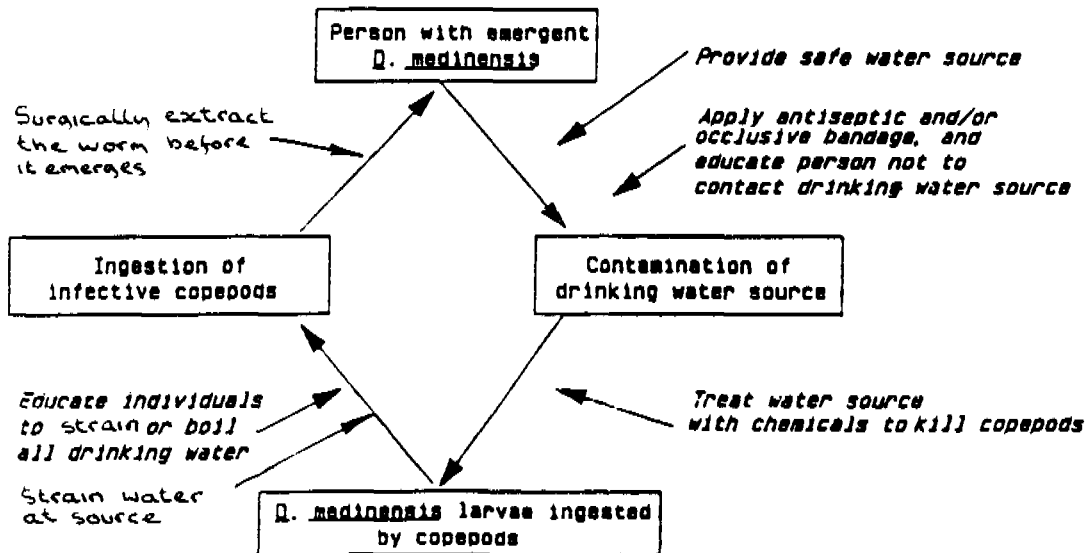 Person with emergent
D. medinensis
Provide safe water source
Surgically extract
the worm before
it emerges
Apply antiseptic and/or
occlusive bandage, and
educate person not to
contact drinking water source
Ingestion of
infective copepods
Contamination of
drinking water source
Educate individuals
to strain or boil
all drinking water
Treat water source
with chemicals to kill copepods
Strain water
at source
D. medinensis larvae ingested
by copepods